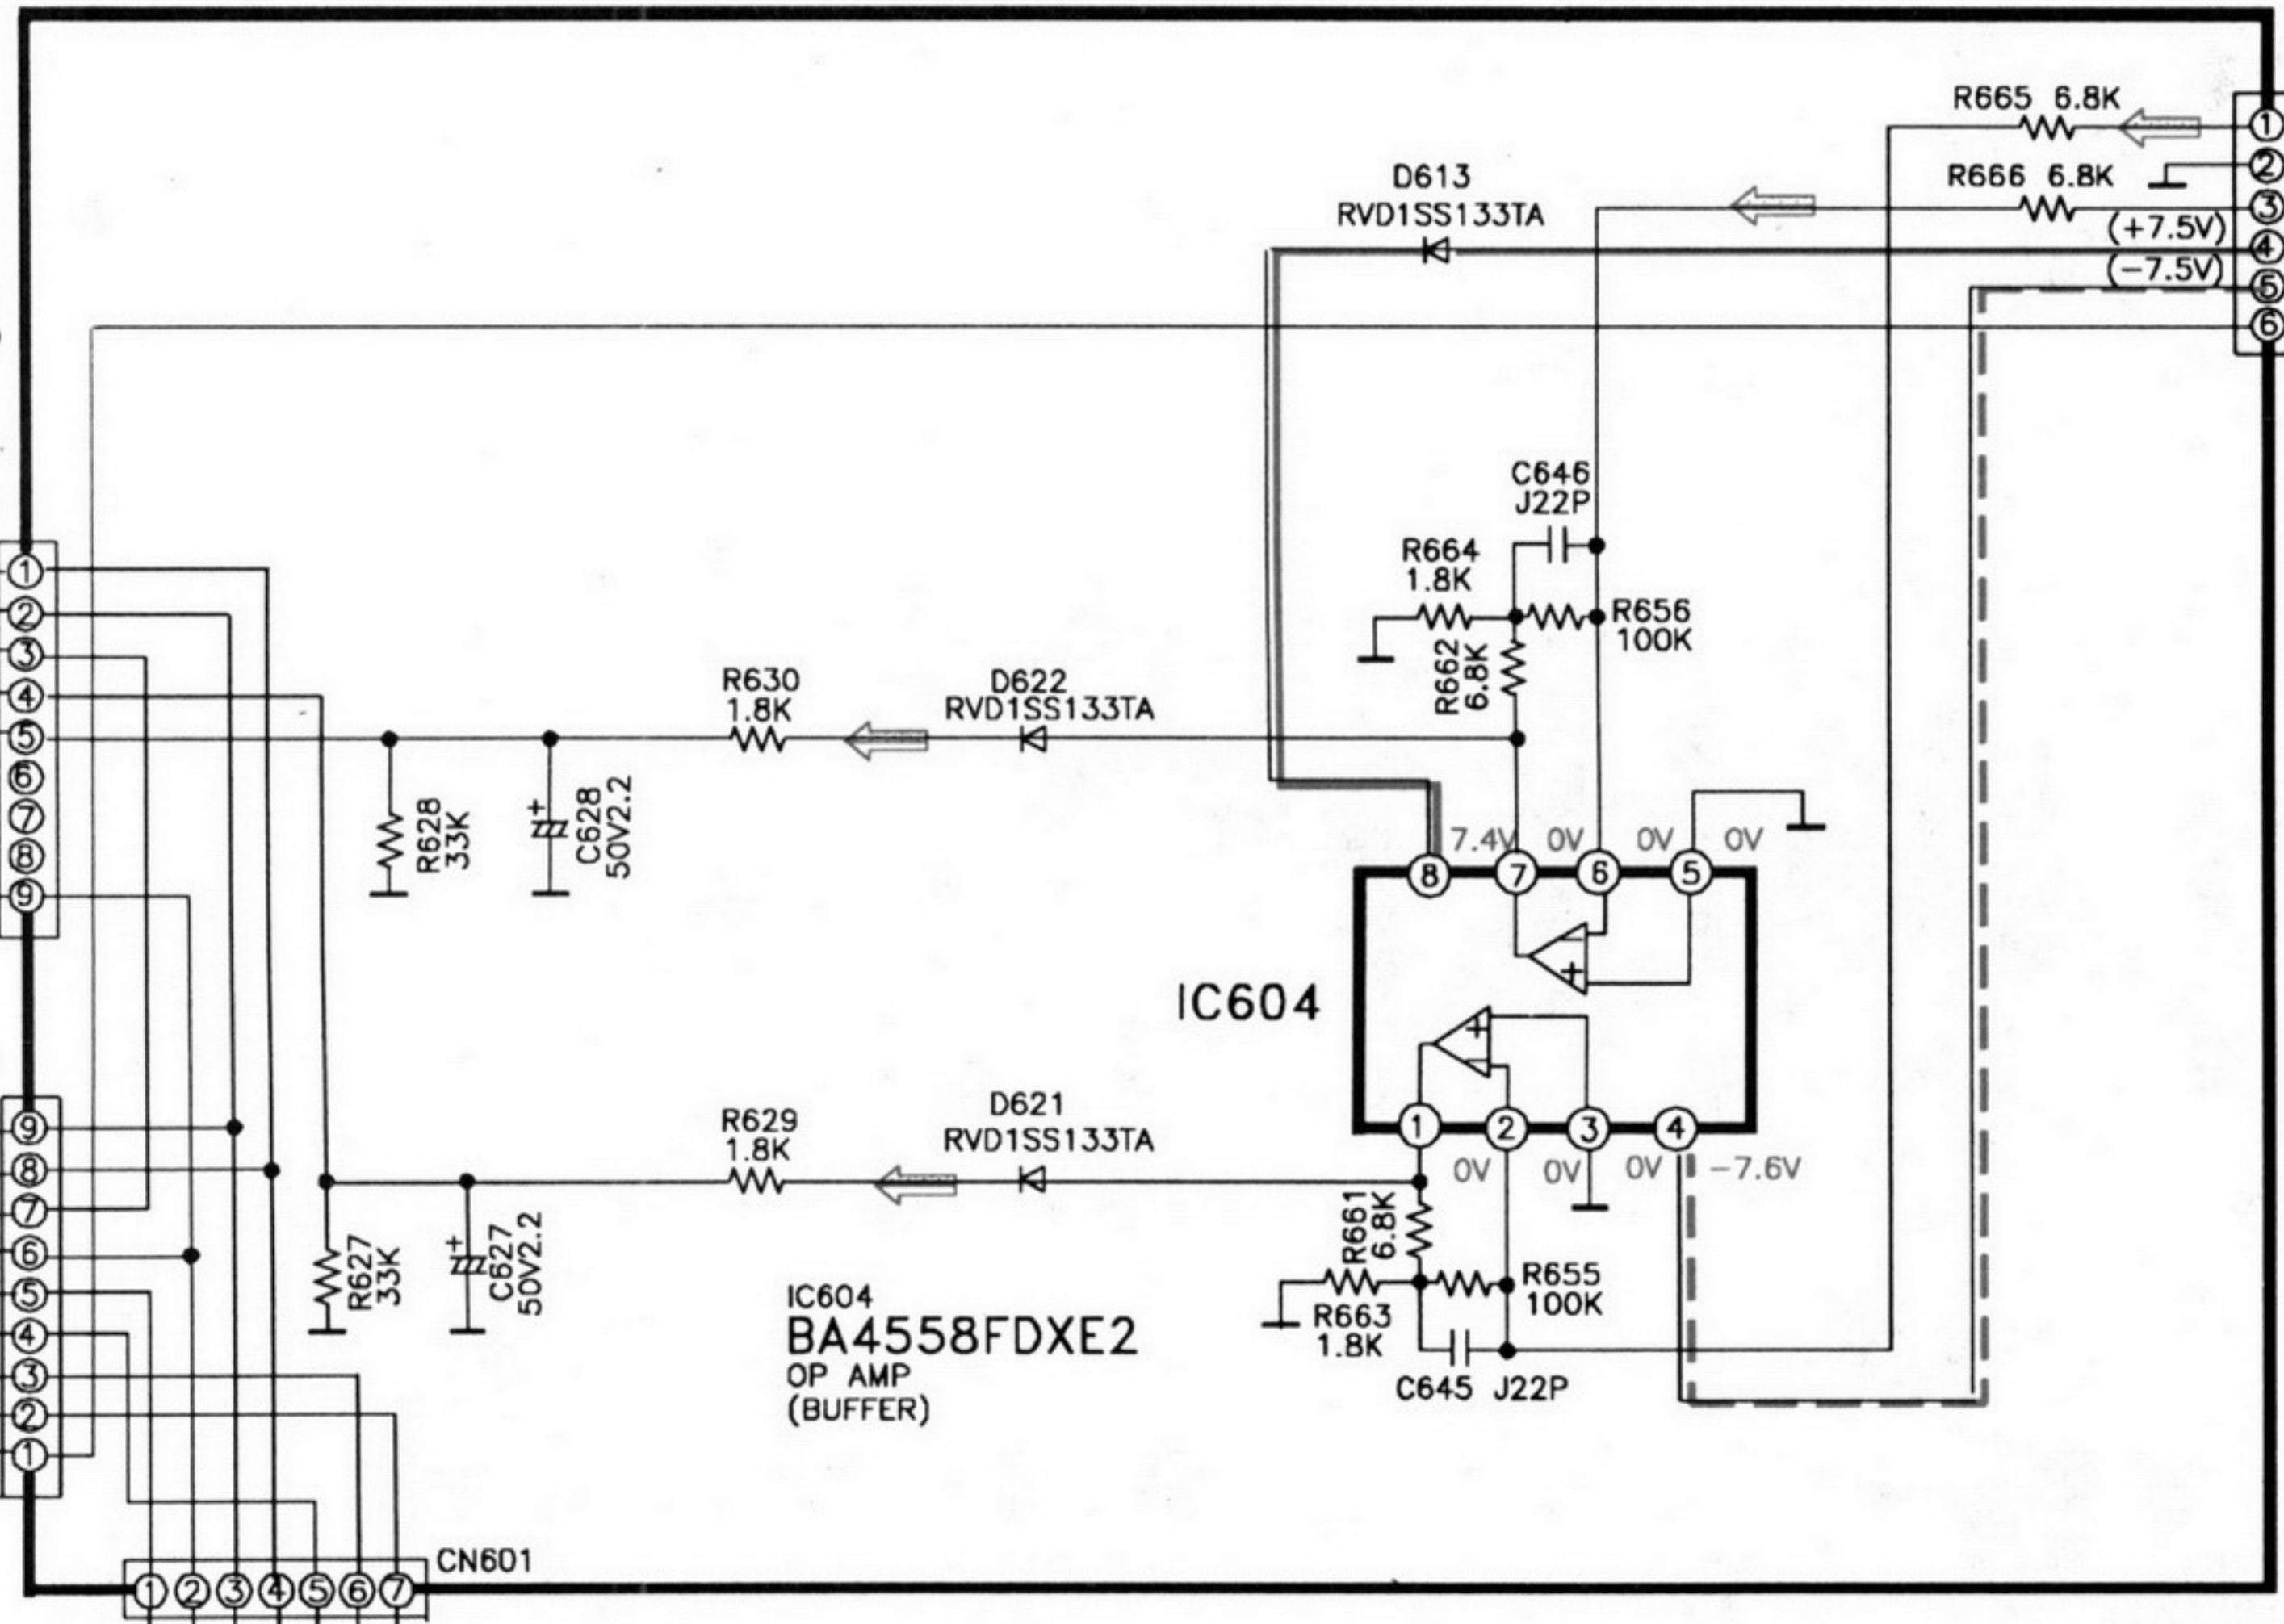 R665 6.8K
①
②
R666 6.8K
③
D613
RVD1SS133TA
(+7.5V)
④
(−7.5V)
⑤
⑥
C646
J22P
R664
1.8K
R656
100K
R662
6.8K
①
②
③
④
⑤
⑥
⑦
⑧
⑨
R630
1.8K
D622
RVD1SS133TA
R628
33K
+
C628
50V2.2
7.4V 0V 0V 0V
⑧ ⑦ ⑥ ⑤
−
+
IC604
+
−
① ② ③ ④
0V 0V 0V −7.6V
⑨
⑧
⑦
⑥
⑤
④
③
②
①
R629
1.8K
D621
RVD1SS133TA
R627
33K
+
C627
50V2.2
R661
6.8K
R655
100K
R663
1.8K
C645 J22P
IC604
BA4558FDXE2
OP AMP
(BUFFER)
CN601
① ② ③ ④ ⑤ ⑥ ⑦